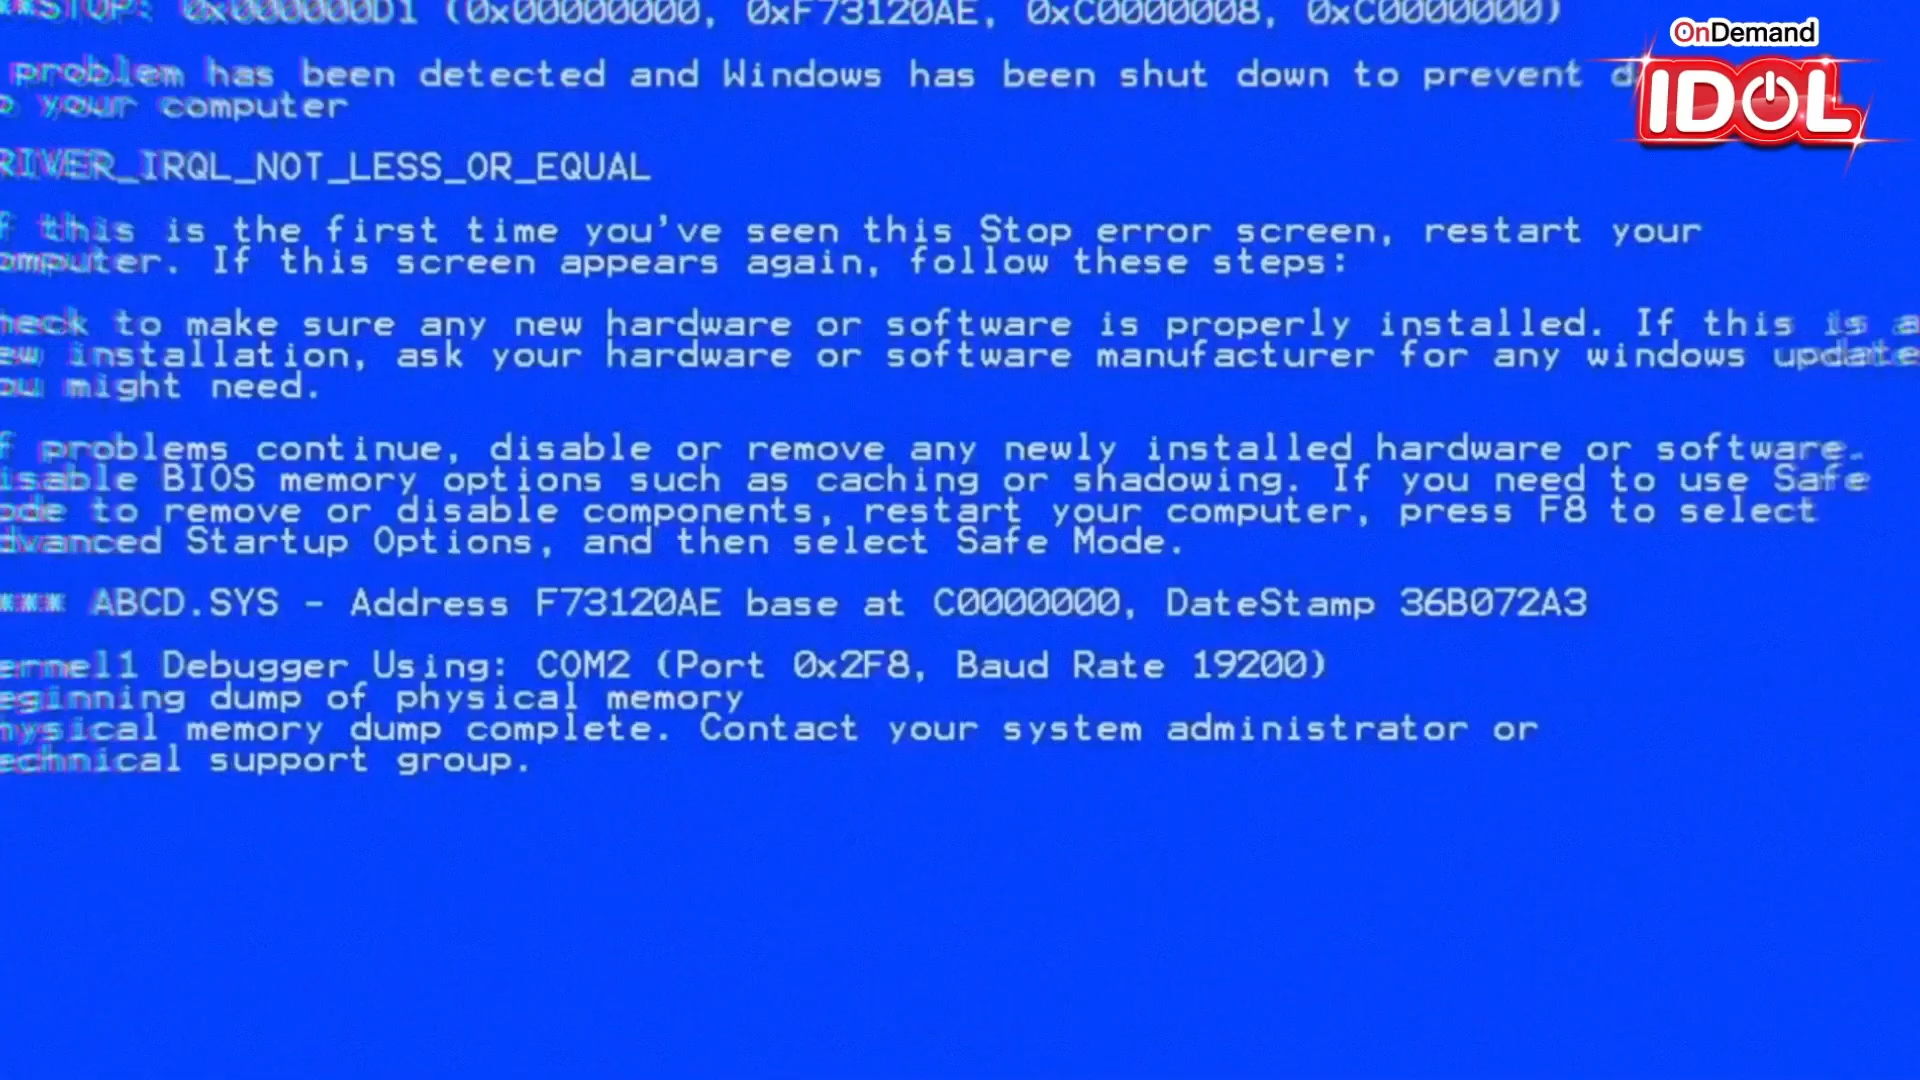 **STOP: 0x000000D1 (0x00000000, 0xF73120AE, 0xC0000008, 0xC0000000)
OnDemand
IDOL
problem has been detected and Windows has been shut down to prevent d
o your computer
RIVER_IRQL_NOT_LESS_OR_EQUAL
f this is the first time you've seen this Stop error screen, restart your
omputer. If this screen appears again, follow these steps:
heck to make sure any new hardware or software is properly installed. If this is a
ew installation, ask your hardware or software manufacturer for any windows update
ou might need.
f problems continue, disable or remove any newly installed hardware or software.
isable BIOS memory options such as caching or shadowing. If you need to use Safe
ode to remove or disable components, restart your computer, press F8 to select
dvanced Startup Options, and then select Safe Mode.
*** ABCD.SYS - Address F73120AE base at C0000000, DateStamp 36B072A3
ernel1 Debugger Using: COM2 (Port 0x2F8, Baud Rate 19200)
eginning dump of physical memory
hysical memory dump complete. Contact your system administrator or
echnical support group.